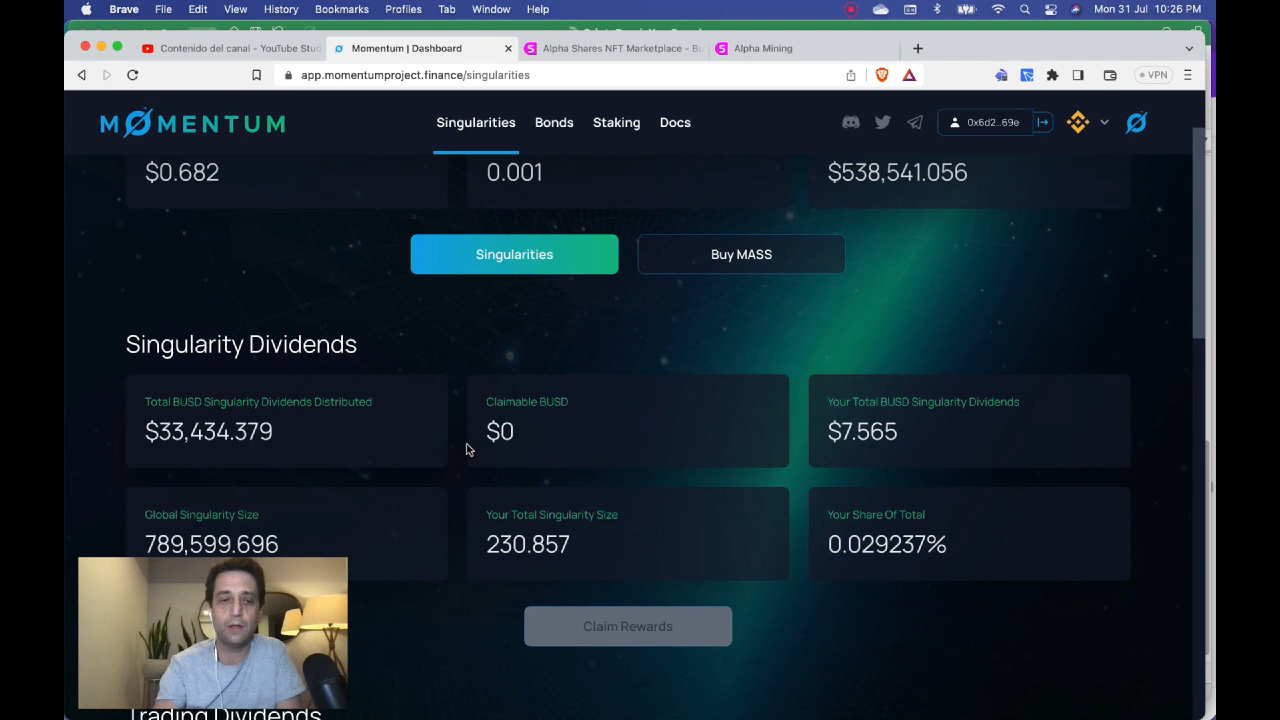 Brave File Edit View History Bookmarks Profiles Tab Window Help Mon 31 Jul 10:26 PM
Contenido del canal - YouTube Stud Momentum | Dashboard Alpha Shares NFT Marketplace - Bu Alpha Mining
app.momentumproject.finance/singularities VPN
MOMENTUM Singularities Bonds Staking Docs 0x6d2..69e
$0.682 0.001 $538,541.056
Singularities Buy MASS
Singularity Dividends
Total BUSD Singularity Dividends Distributed Claimable BUSD Your Total BUSD Singularity Dividends
$33,434.379 $0 $7.565
Global Singularity Size Your Total Singularity Size Your Share Of Total
789,599.696 230.857 0.029237%
Claim Rewards
Trading Dividends